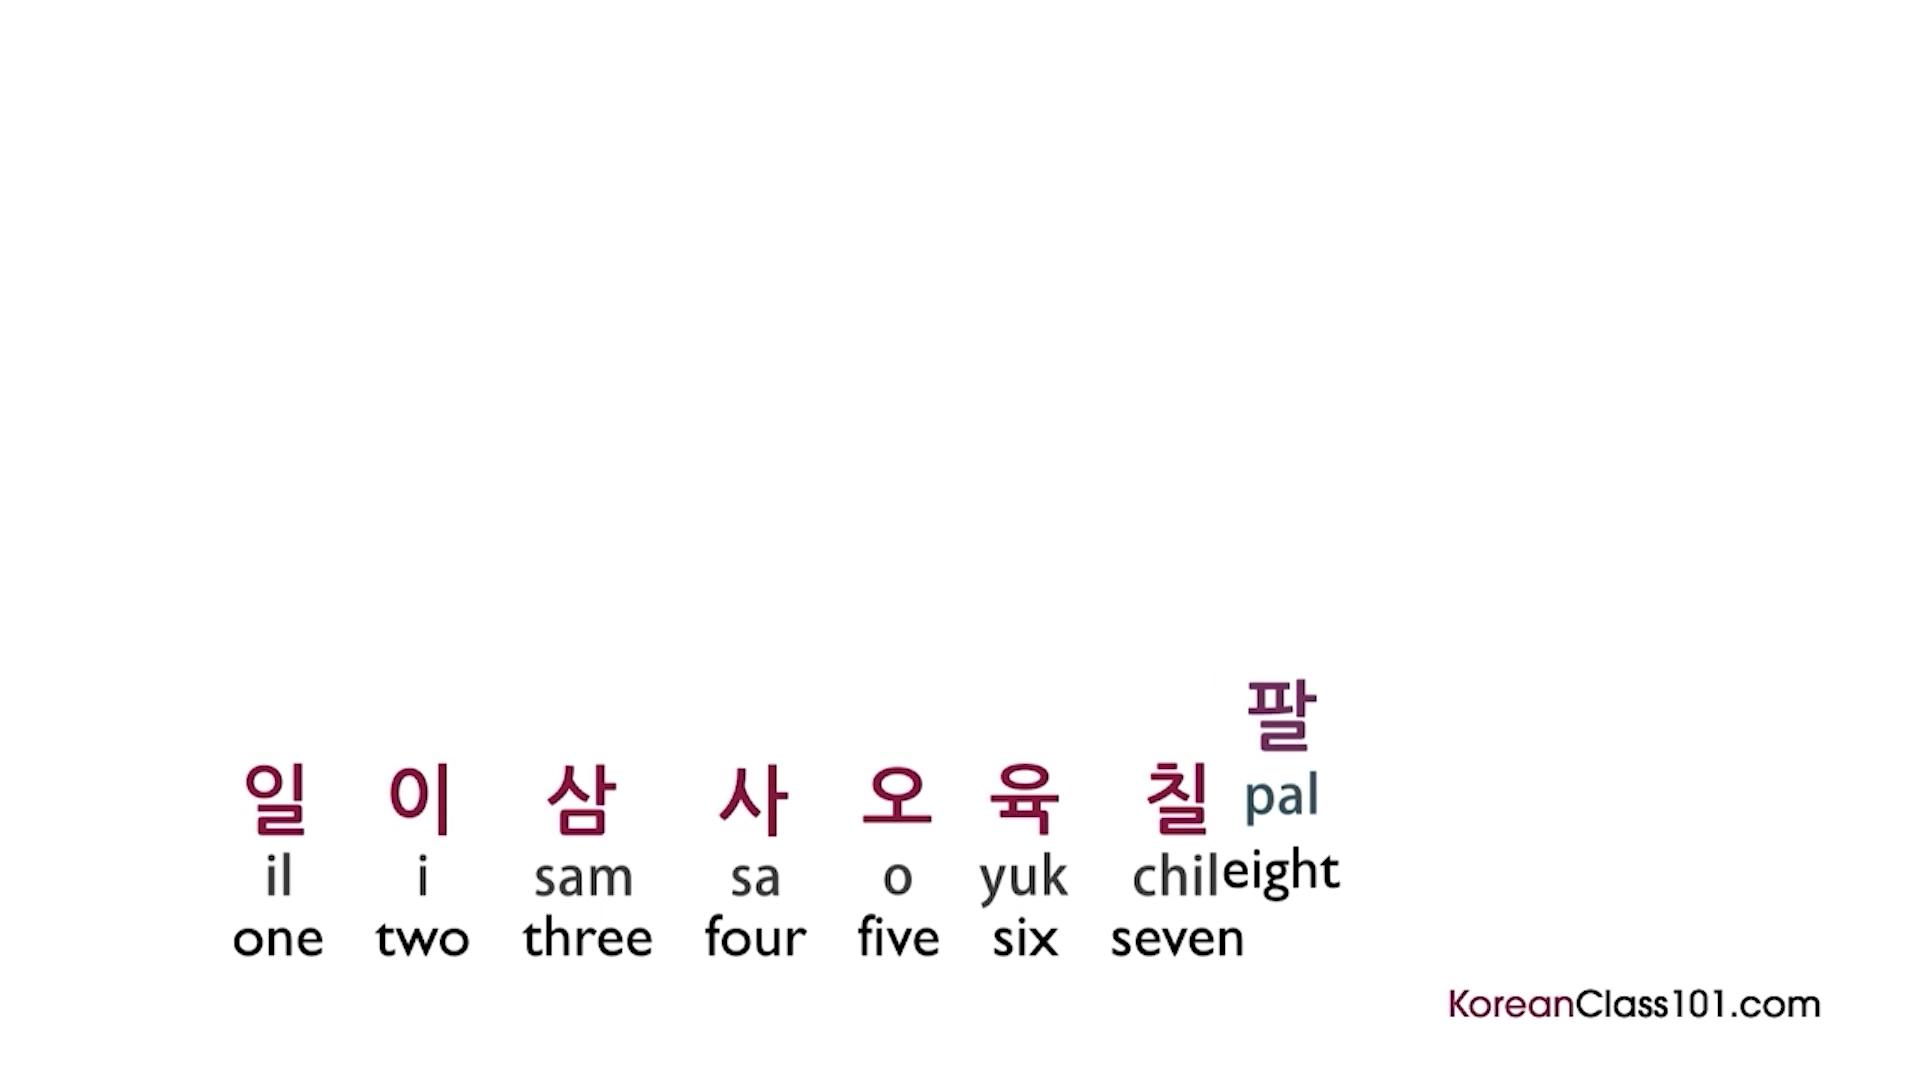 일 이 삼 사 오 육 칠 팔
il i sam sa o yuk chil pal
one two three four five six seven eight
KoreanClass101.com